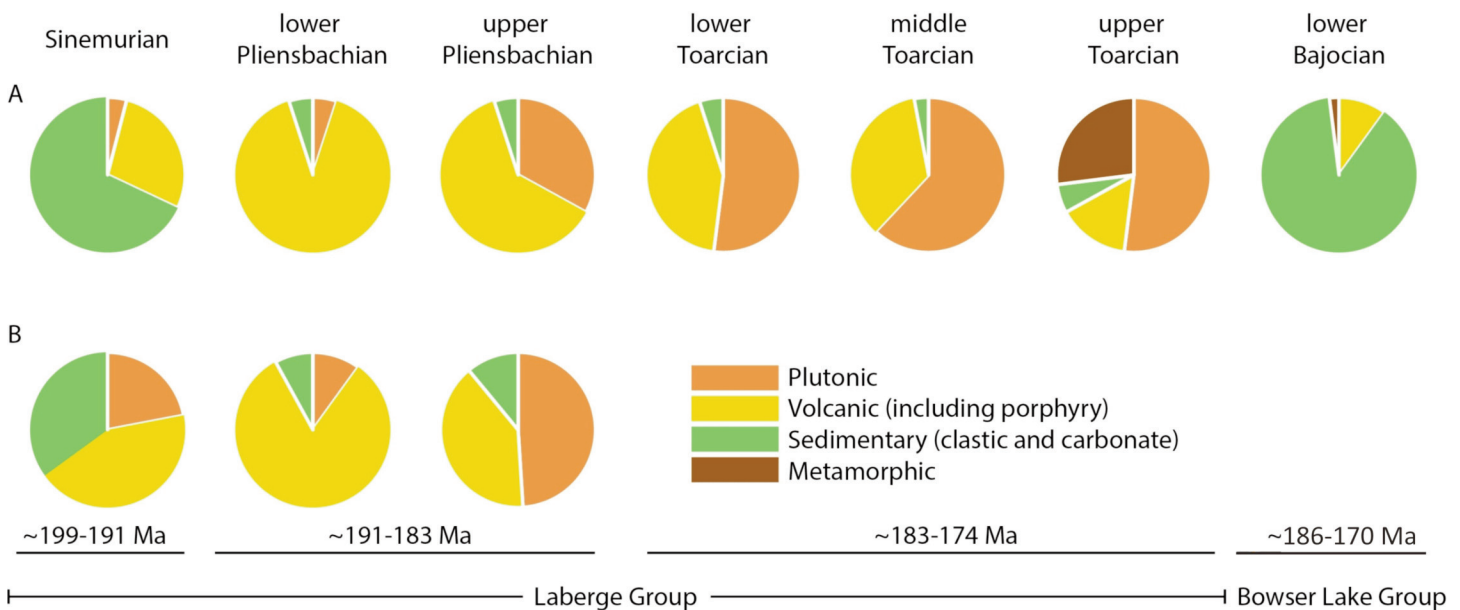 Sinemurian
lower
Pliensbachian
upper
Pliensbachian
lower
Toarcian
middle
Toarcian
upper
Toarcian
lower
Bajocian
A
B
Plutonic
Volcanic (including porphyry)
Sedimentary (clastic and carbonate)
Metamorphic
~199-191 Ma
~191-183 Ma
~183-174 Ma
~186-170 Ma
Laberge Group
Bowser Lake Group